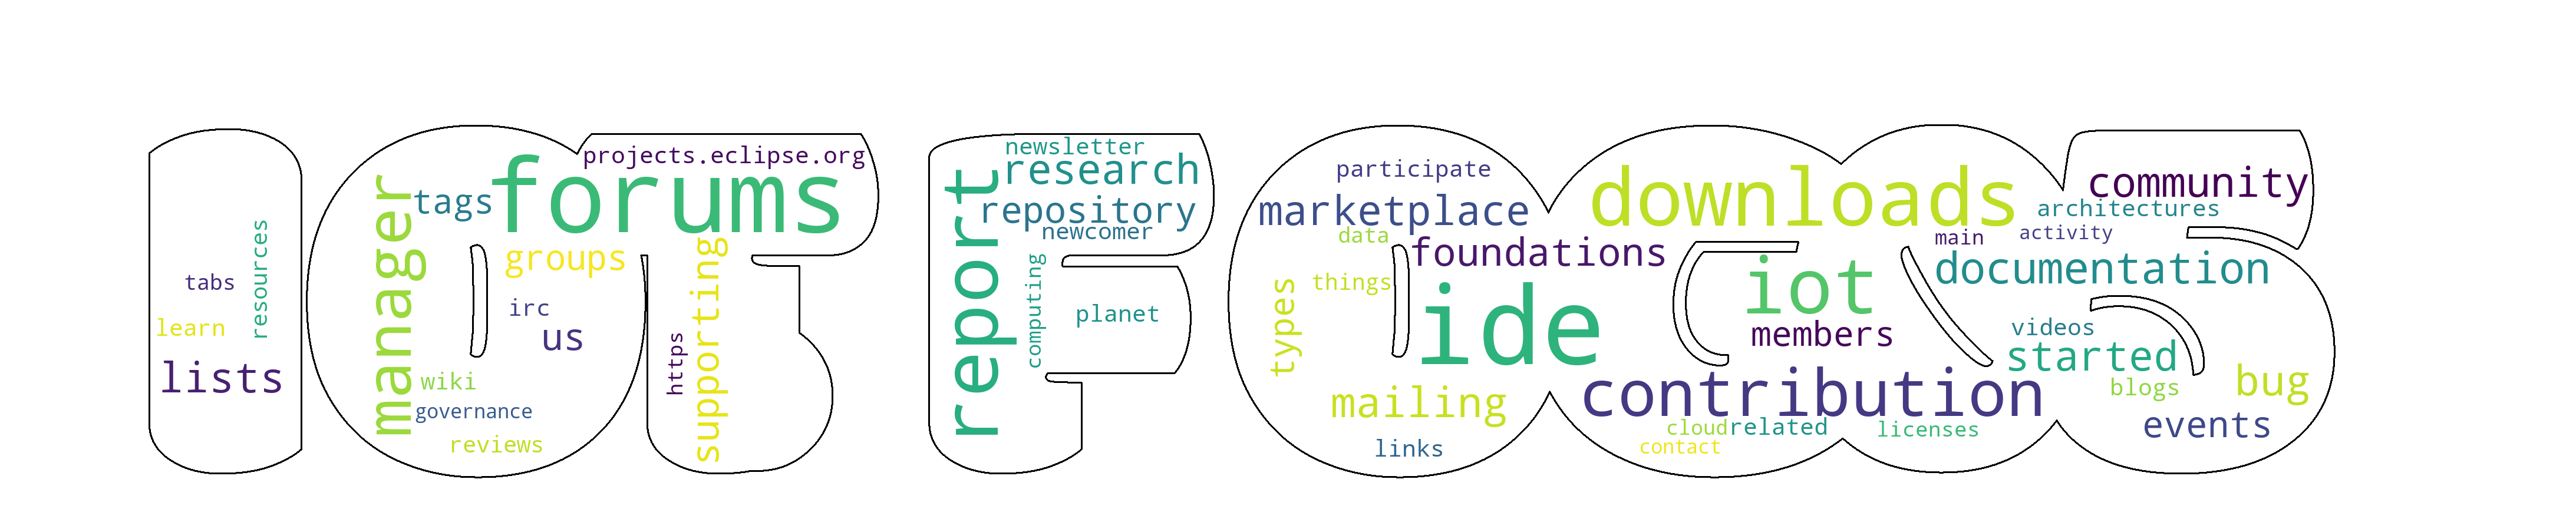 tabs
resources
learn
lists
manager
tags
forums
projects.eclipse.org
groups
irc
us
https
supporting
wiki
governance
reviews
newsletter
research
report
repository
newcomer
computing
planet
participate
marketplace
data
foundations
things
types
ide
mailing
links
downloads
iot
members
contribution
cloud
related
contact
licenses
community
architectures
main
activity
documentation
videos
started
blogs
bug
events